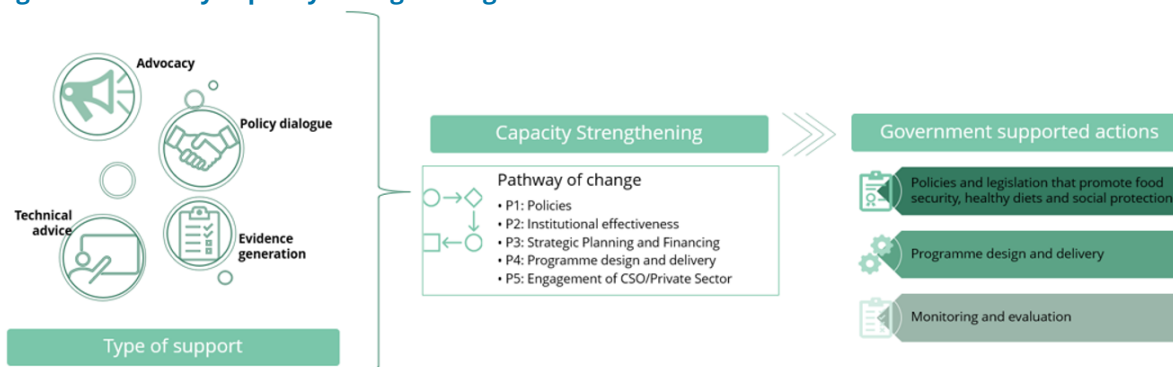 Advocacy
Policy dialogue
Technical
advice
Evidence
generation
Type of support
Capacity Strengthening
Pathway of change
• P1: Policies
• P2: Institutional effectiveness
• P3: Strategic Planning and Financing
• P4: Programme design and delivery
• P5: Engagement of CSO/Private Sector
Government supported actions
Policies and legislation that promote food
security, healthy diets and social protection
Programme design and delivery
Monitoring and evaluation